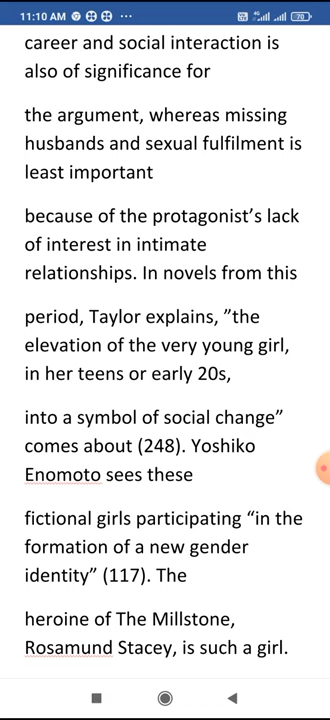 11:10 AM
4G
70
career and social interaction is
also of significance for
the argument, whereas missing
husbands and sexual fulfilment is
least important
because of the protagonist’s lack
of interest in intimate
relationships. In novels from this
period, Taylor explains, ”the
elevation of the very young girl,
in her teens or early 20s,
into a symbol of social change”
comes about (248). Yoshiko
Enomoto sees these
fictional girls participating “in the
formation of a new gender
identity” (117). The
heroine of The Millstone,
Rosamund Stacey, is such a girl.